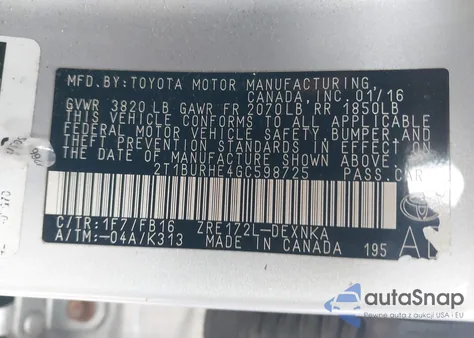 MFD. BY: TOYOTA MOTOR MANUFACTURING
CANADA, INC. 01/16
GVWR 3820 LB GAWR FR 2070LB RR 1850LB
THIS VEHICLE CONFORMS TO ALL APPLICABLE
FEDERAL MOTOR VEHICLE SAFETY, BUMPER, AND
THEFT PREVENTION STANDARDS IN EFFECT ON
THE DATE OF MANUFACTURE SHOWN ABOVE.
2T1BURHE4GC598725 PASS.CAR
C/TR:1F7/FB16 ZRE172L-DEXNKA
A/TM:-04A/K313 MADE IN CANADA 195
autoSnap